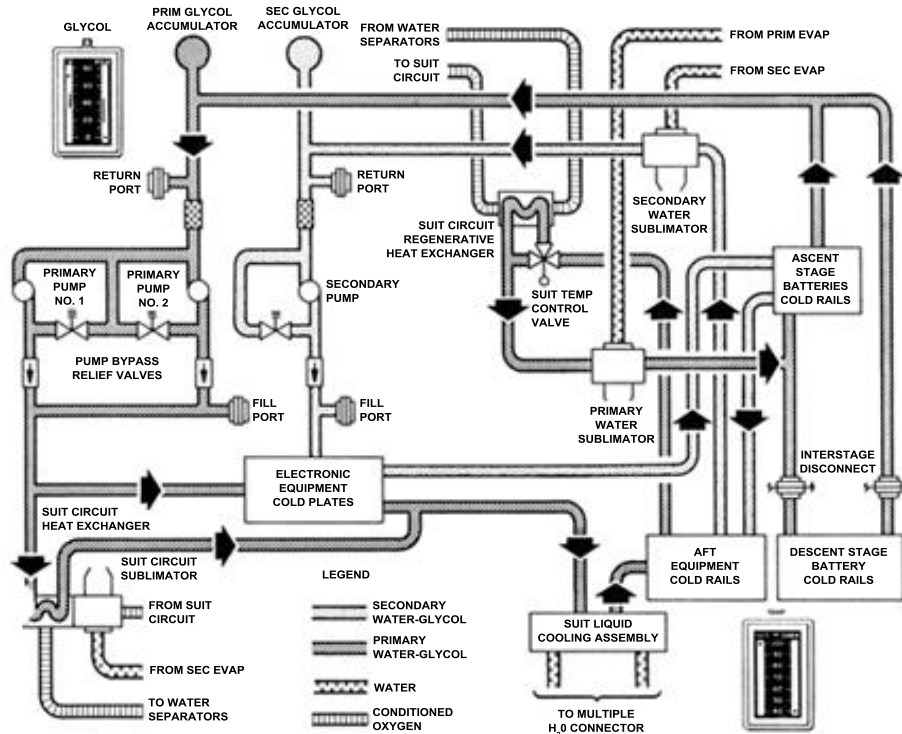 GLYCOL
PRIM GLYCOL
ACCUMULATOR
SEC GLYCOL
ACCUMULATOR
FROM WATER
SEPARATORS
TO SUIT
CIRCUIT
FROM PRIM EVAP
FROM SEC EVAP
RETURN
PORT
RETURN
PORT
SUIT CIRCUIT
REGENERATIVE
HEAT EXCHANGER
SECONDARY
WATER
SUBLIMATOR
PRIMARY
PUMP
NO. 1
PRIMARY
PUMP
NO. 2
SECONDARY
PUMP
SUIT TEMP
CONTROL
VALVE
ASCENT
STAGE
BATTERIES
COLD RAILS
PUMP BYPASS
RELIEF VALVES
FILL
PORT
FILL
PORT
PRIMARY
WATER
SUBLIMATOR
INTERSTAGE
DISCONNECT
ELECTRONIC
EQUIPMENT
COLD PLATES
SUIT CIRCUIT
HEAT EXCHANGER
SUIT CIRCUIT
SUBLIMATOR
AFT
EQUIPMENT
COLD RAILS
DESCENT STAGE
BATTERY
COLD RAILS
FROM SUIT
CIRCUIT
FROM SEC EVAP
TO WATER
SEPARATORS
LEGEND
SECONDARY
WATER-GLYCOL
PRIMARY
WATER-GLYCOL
WATER
CONDITIONED
OXYGEN
SUIT LIQUID
COOLING ASSEMBLY
TO MULTIPLE
H₂0 CONNECTOR